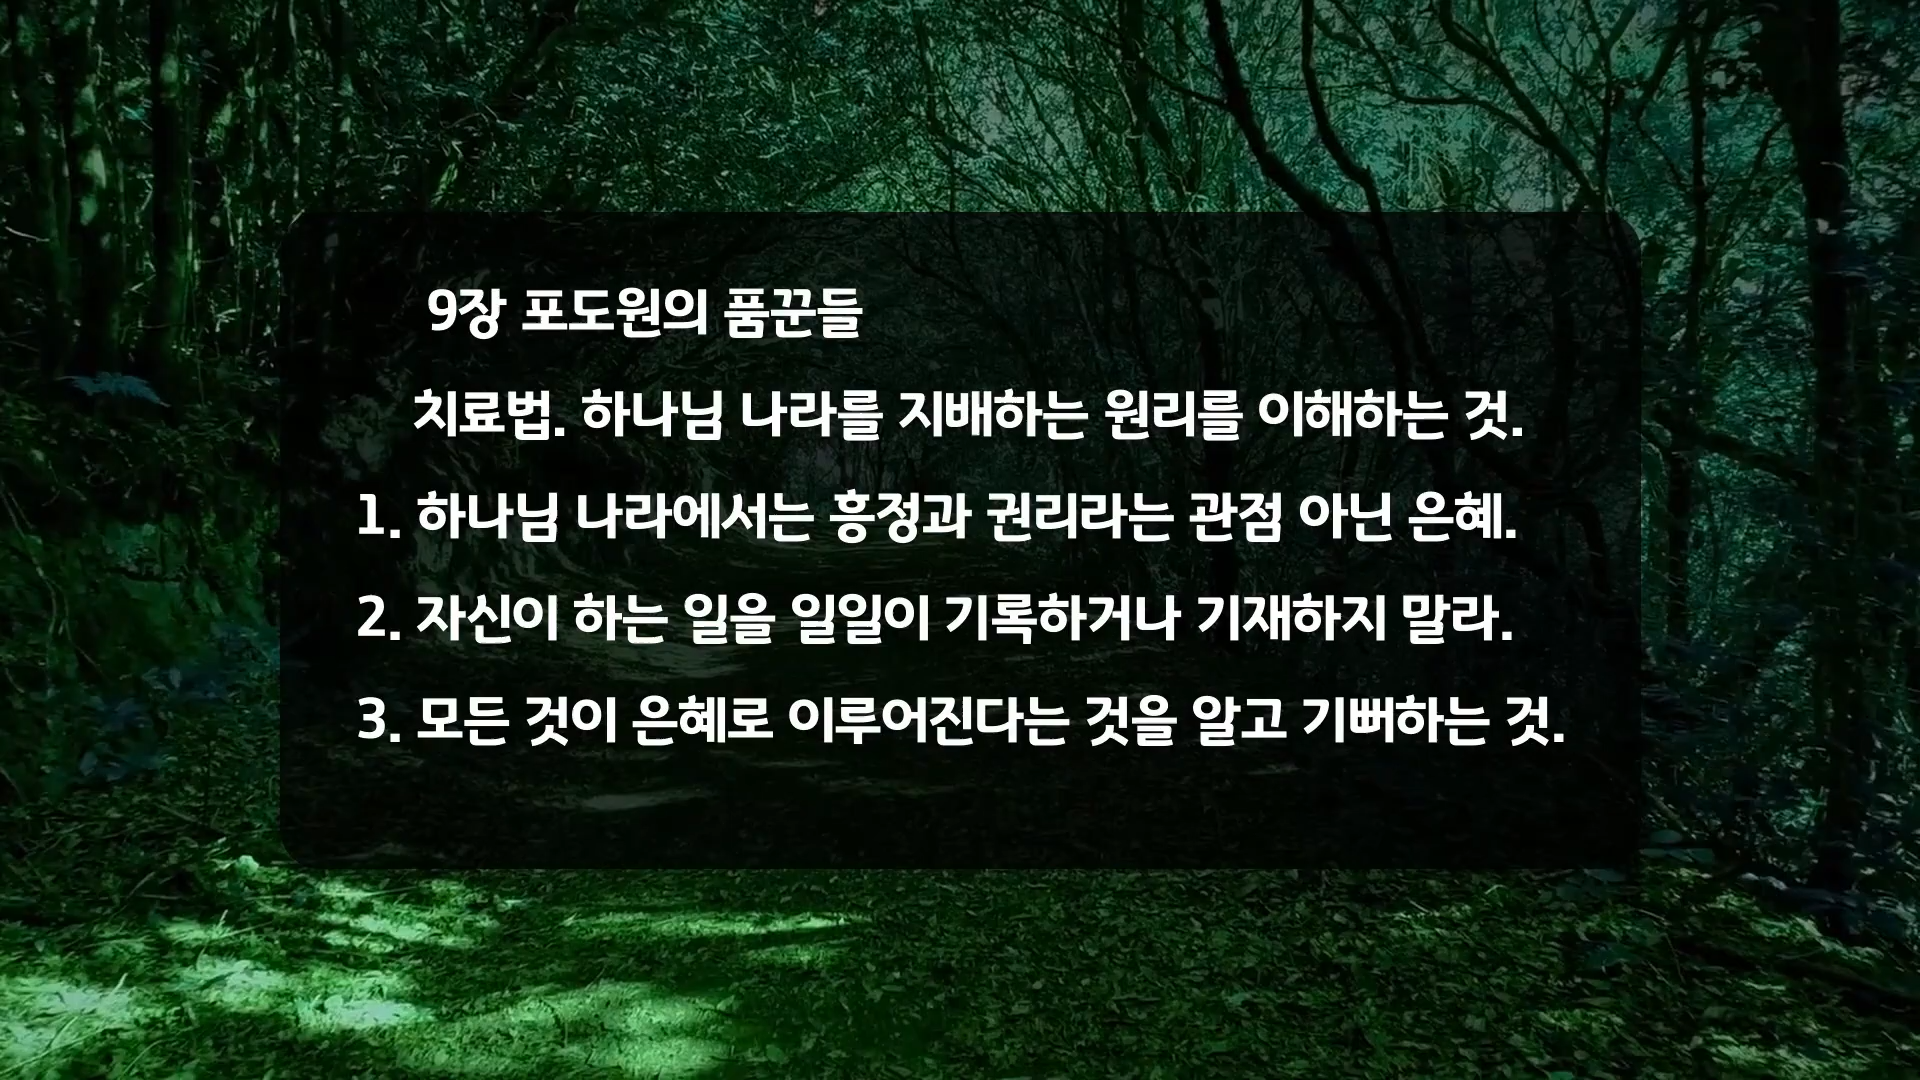 9장 포도원의 품꾼들
치료법. 하나님 나라를 지배하는 원리를 이해하는 것.
1. 하나님 나라에서는 흥정과 권리라는 관점 아닌 은혜.
2. 자신이 하는 일을 일일이 기록하거나 기재하지 말라.
3. 모든 것이 은혜로 이루어진다는 것을 알고 기뻐하는 것.